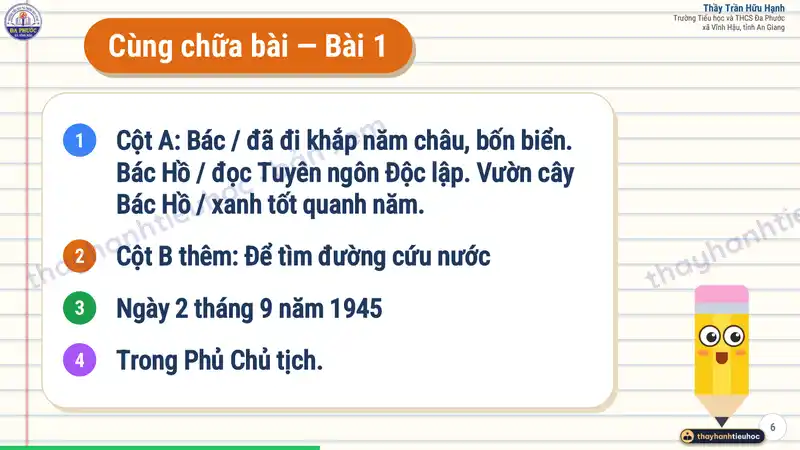 Thầy Trần Hữu Hạnh
Trường Tiểu học và THCS Đa Phước
xã Vĩnh Hậu, tỉnh An Giang
ĐA PHƯỚC
Cùng chữa bài – Bài 1
1 Cột A: Bác / đã đi khắp năm châu, bốn biển.
Bác Hồ / đọc Tuyên ngôn Độc lập. Vườn cây
Bác Hồ / xanh tốt quanh năm.
2 Cột B thêm: Để tìm đường cứu nước
3 Ngày 2 tháng 9 năm 1945
4 Trong Phủ Chủ tịch.
thayhanhtieuhoc
6